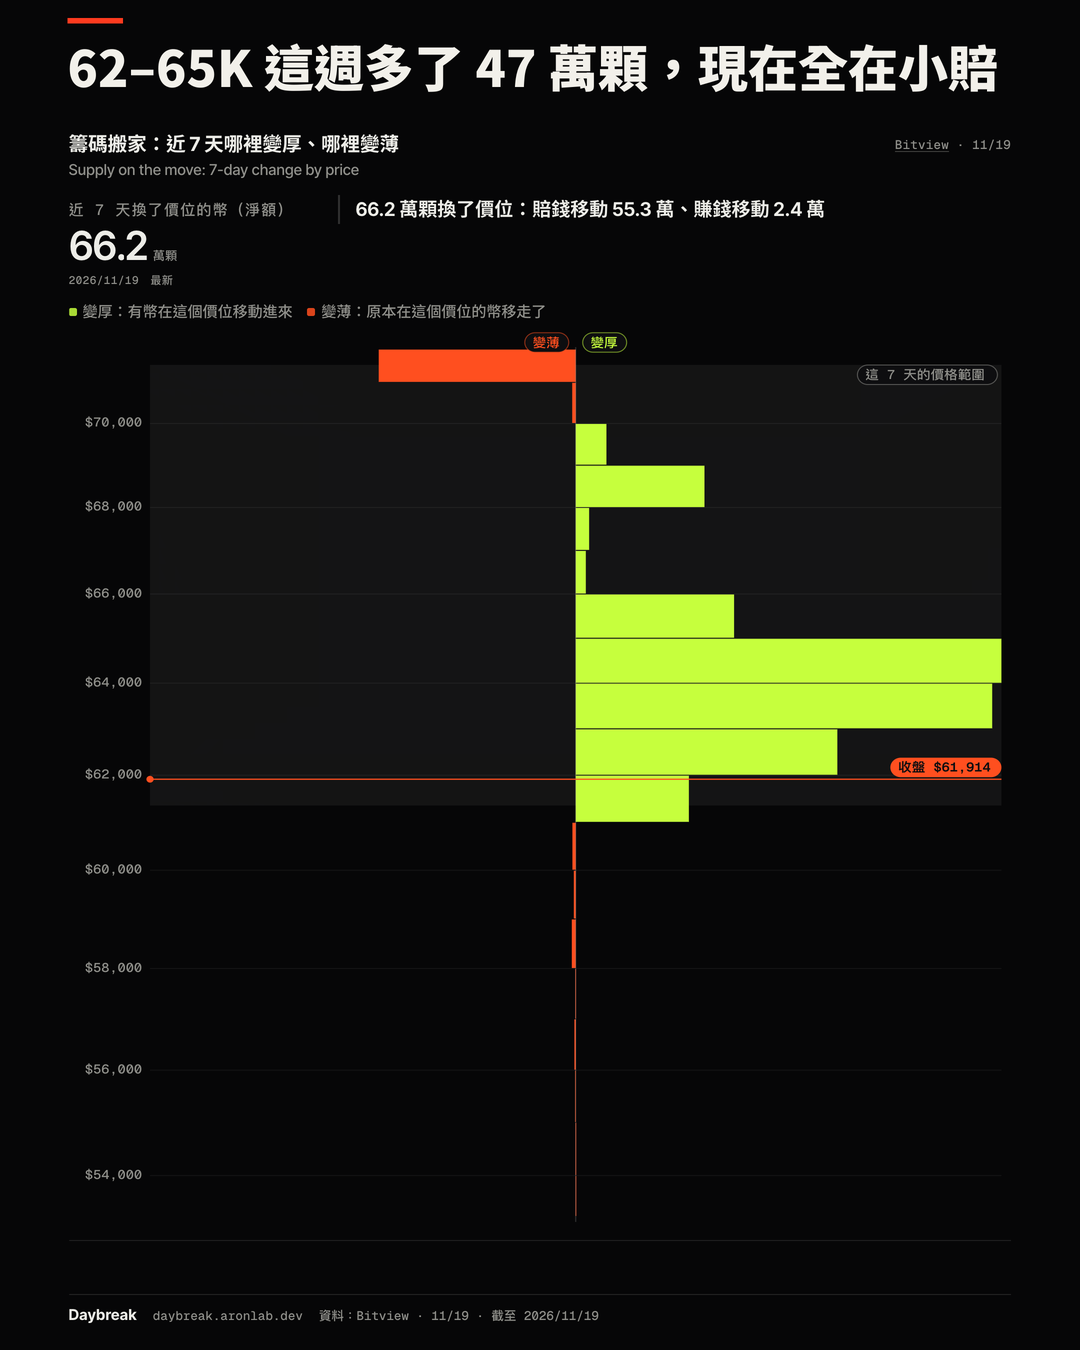 62–65K 這週多了 47 萬顆，現在全在小賠
籌碼搬家：近 7 天哪裡變厚、哪裡變薄
Bitview · 11/19
Supply on the move: 7-day change by price
近 7 天換了價位的幣（淨額）
66.2 萬顆換了價位：賠錢移動 55.3 萬、賺錢移動 2.4 萬
66.2 萬顆
2026/11/19 最新
變厚：有幣在這個價位移動進來 變薄：原本在這個價位的幣移走了
變薄 變厚
這 7 天的價格範圍
$70,000
$68,000
$66,000
$64,000
$62,000
收盤 $61,914
$60,000
$58,000
$56,000
$54,000
Daybreak daybreak.aronlab.dev 資料：Bitview · 11/19 · 截至 2026/11/19